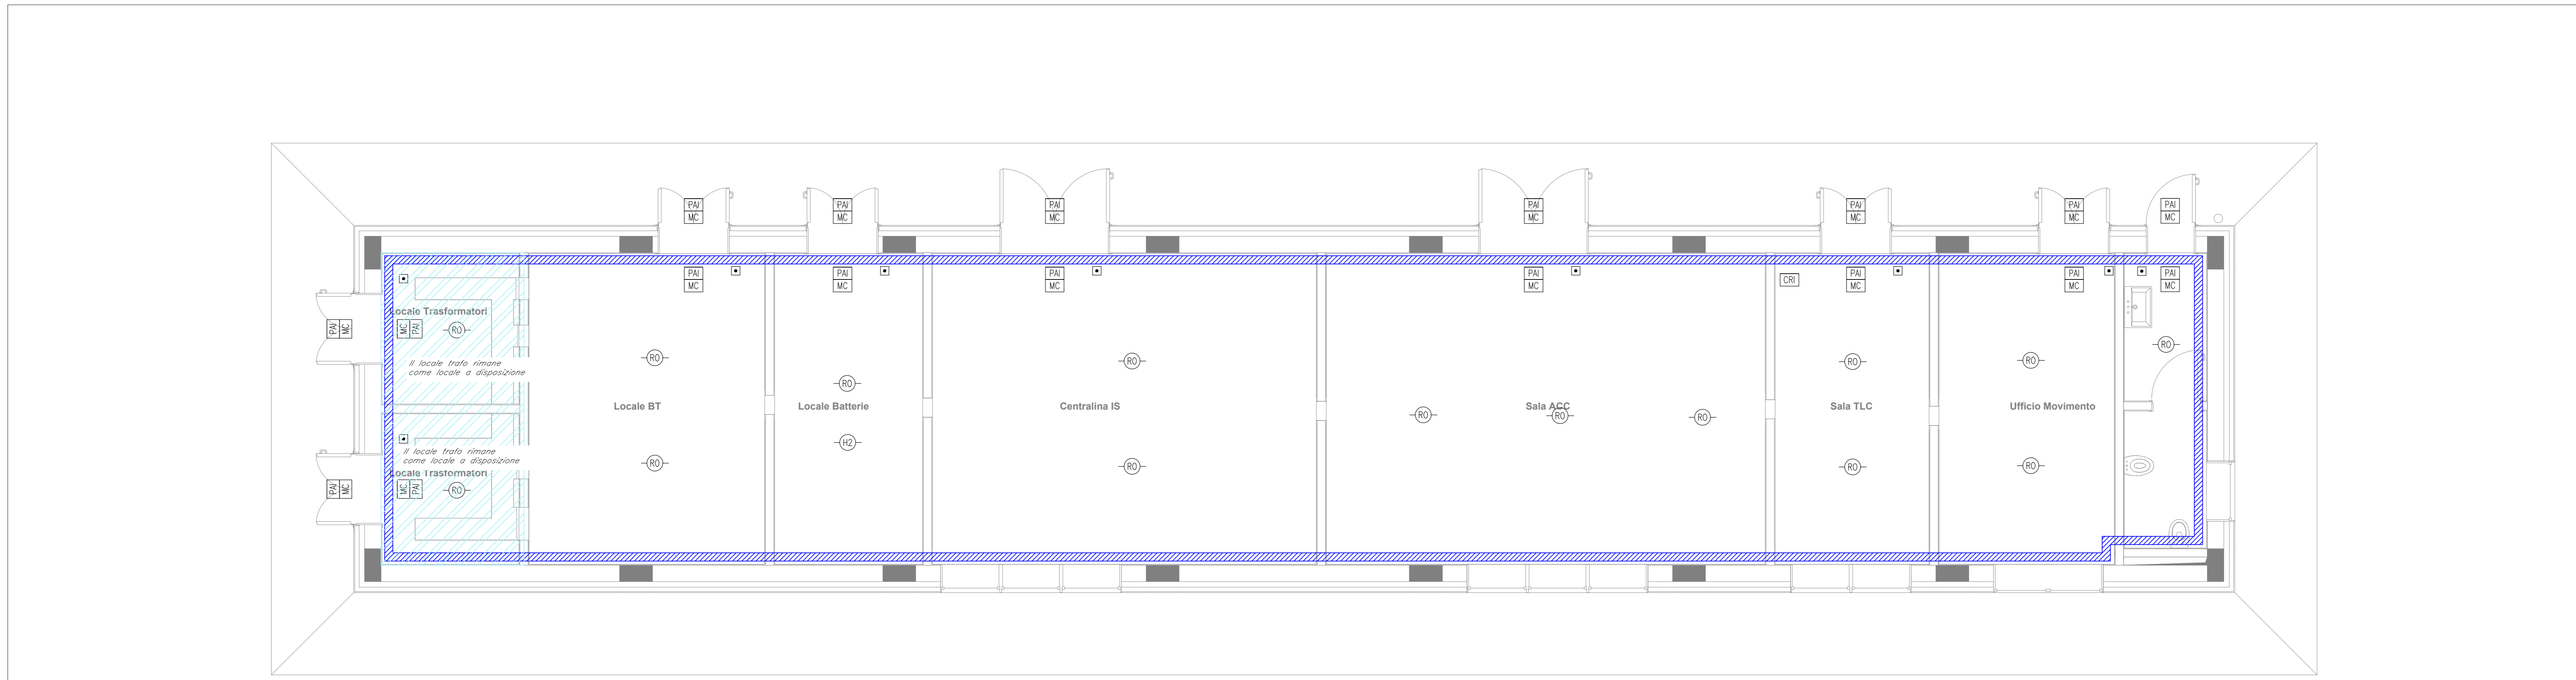 PAI
MC
PAI
MC
PAI
MC
PAI
MC
PAI
MC
PAI
MC
PAI
MC
PAI
MC
PAI
MC
PAI
MC
PAI
MC
CRI
PAI
MC
PAI
MC
PAI
MC
Locale Trasformatori
PAI
MC
MC
PAI
RO
Il locale trafo rimane
come locale a disposizione
RO
RO
RO
RO
RO
RO
RO
Locale BT
Locale Batterie
Centralina IS
Sala ACC
Sala TLC
Ufficio Movimento
RO
RO
RO
H2
Il locale trafo rimane
come locale a disposizione
Locale Trasformatori
RO
RO
RO
RO
PAI
MC
MC
PAI
RO